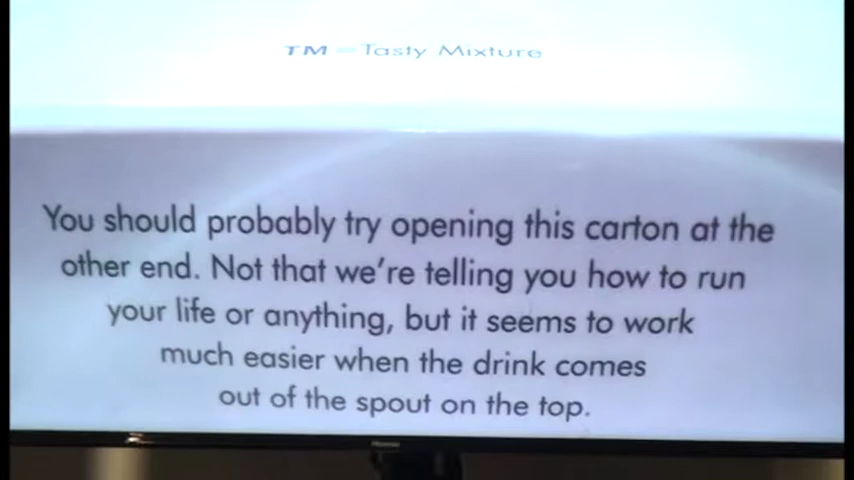 TM – Tasty Mixture
You should probably try opening this carton at the
other end. Not that we're telling you how to run
your life or anything, but it seems to work
much easier when the drink comes
out of the spout on the top.